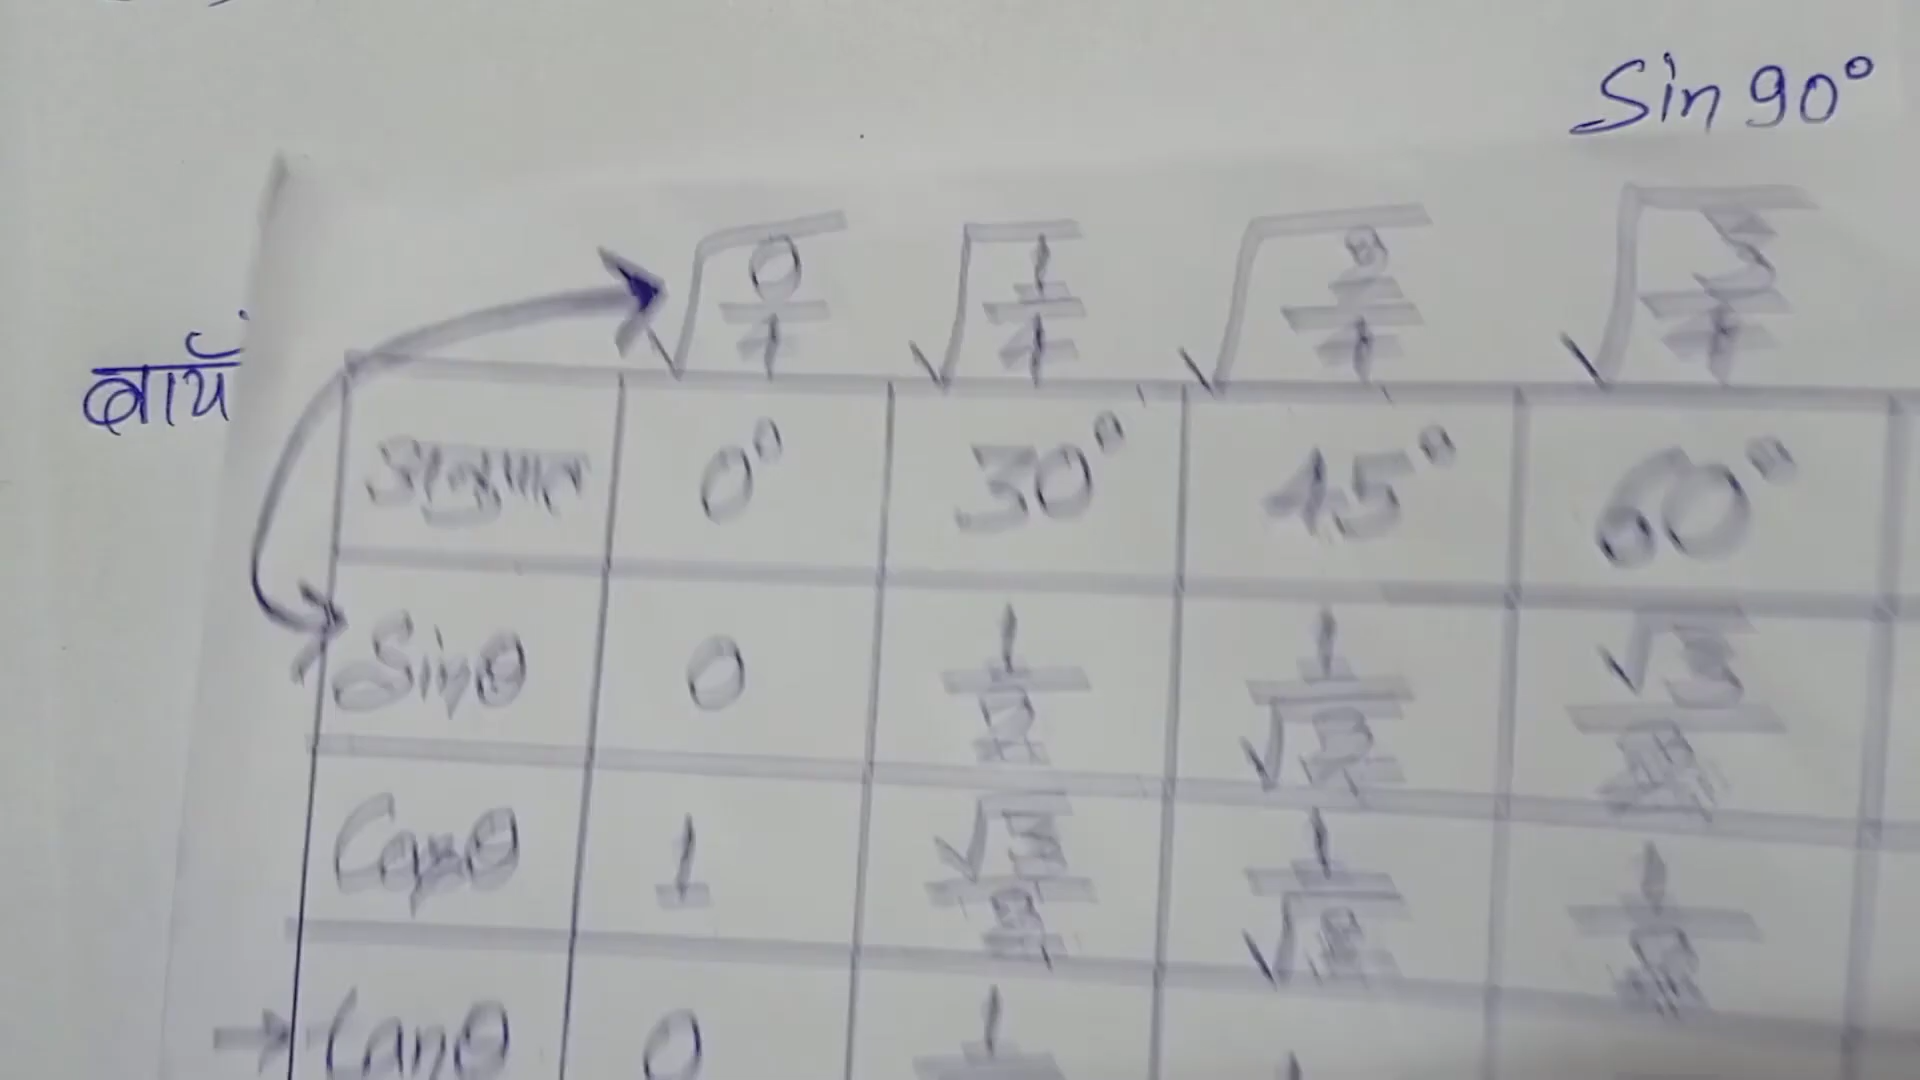 Sin 90°
√0/4 √1/4 √2/4 √3/4
बायें
अनुपात 0° 30° 45° 60°
Sinθ 0 1/2 1/√2 √3/2
Cosθ 1 √3/2 1/√2 1/2
tanθ 0 1